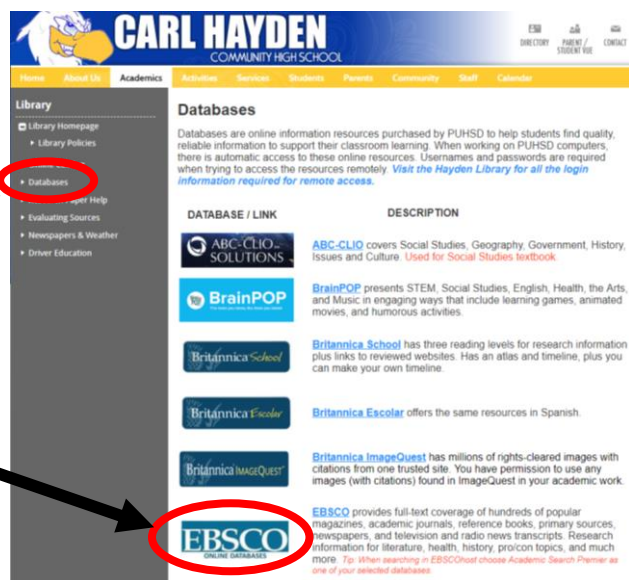 CARL HAYDEN
COMMUNITY HIGH SCHOOL
DIRECTORY
PARENT /
STUDENT VUE
CONTACT
Home About Us Academics Activities Services Students Parents Community Staff Calendar
Library
Library Homepage
Library Policies
Databases
Paper Help
Evaluating Sources
Newspapers & Weather
Driver Education
Databases
Databases are online information resources purchased by PUHSD to help students find quality,
reliable information to support their classroom learning. When working on PUHSD computers,
there is automatic access to these online resources. Usernames and passwords are required
when trying to access the resources remotely. Visit the Hayden Library for all the login
information required for remote access.
DATABASE / LINK DESCRIPTION
ABC-CLIO
SOLUTIONS
ABC-CLIO covers Social Studies, Geography, Government, History,
Issues and Culture. Used for Social Studies textbook.
BrainPOP
BrainPOP presents STEM, Social Studies, English, Health, the Arts,
and Music in engaging ways that include learning games, animated
movies, and humorous activities.
Britannica School
Britannica School has three reading levels for research information
plus links to reviewed websites. Has an atlas and timeline, plus you
can make your own timeline.
Britannica Escolar
Britannica Escolar offers the same resources in Spanish.
Britannica IMAGEQUEST
Britannica ImageQuest has millions of rights-cleared images with
citations from one trusted site. You have permission to use any
images (with citations) found in ImageQuest in your academic work.
EBSCO
ONLINE DATABASES
EBSCO provides full-text coverage of hundreds of popular
magazines, academic journals, reference books, primary sources,
newspapers, and television and radio news transcripts. Research
information for literature, health, history, pro/con topics, and much
more. Tip: When searching in EBSCOhost choose Academic Search Premier as
one of your selected databases.